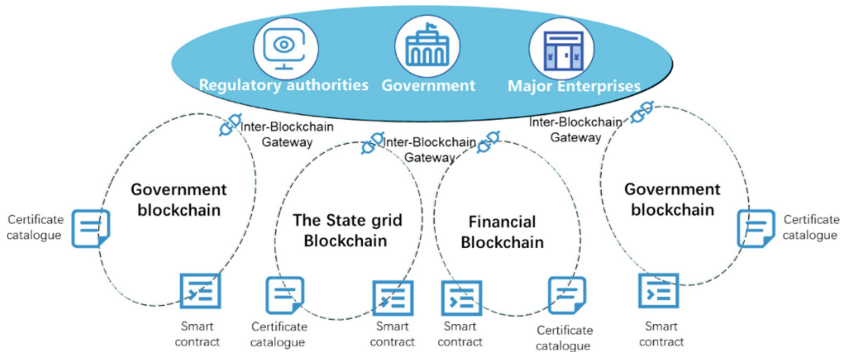 Regulatory authorities
Government
Major Enterprises
Inter-Blockchain
Gateway
Inter-Blockchain
Gateway
Inter-Blockchain
Gateway
Government
blockchain
The State grid
Blockchain
Financial
Blockchain
Government
blockchain
Certificate
catalogue
Smart
contract
Certificate
catalogue
Smart
contract
Smart
contract
Certificate
catalogue
Smart
contract
Certificate
catalogue